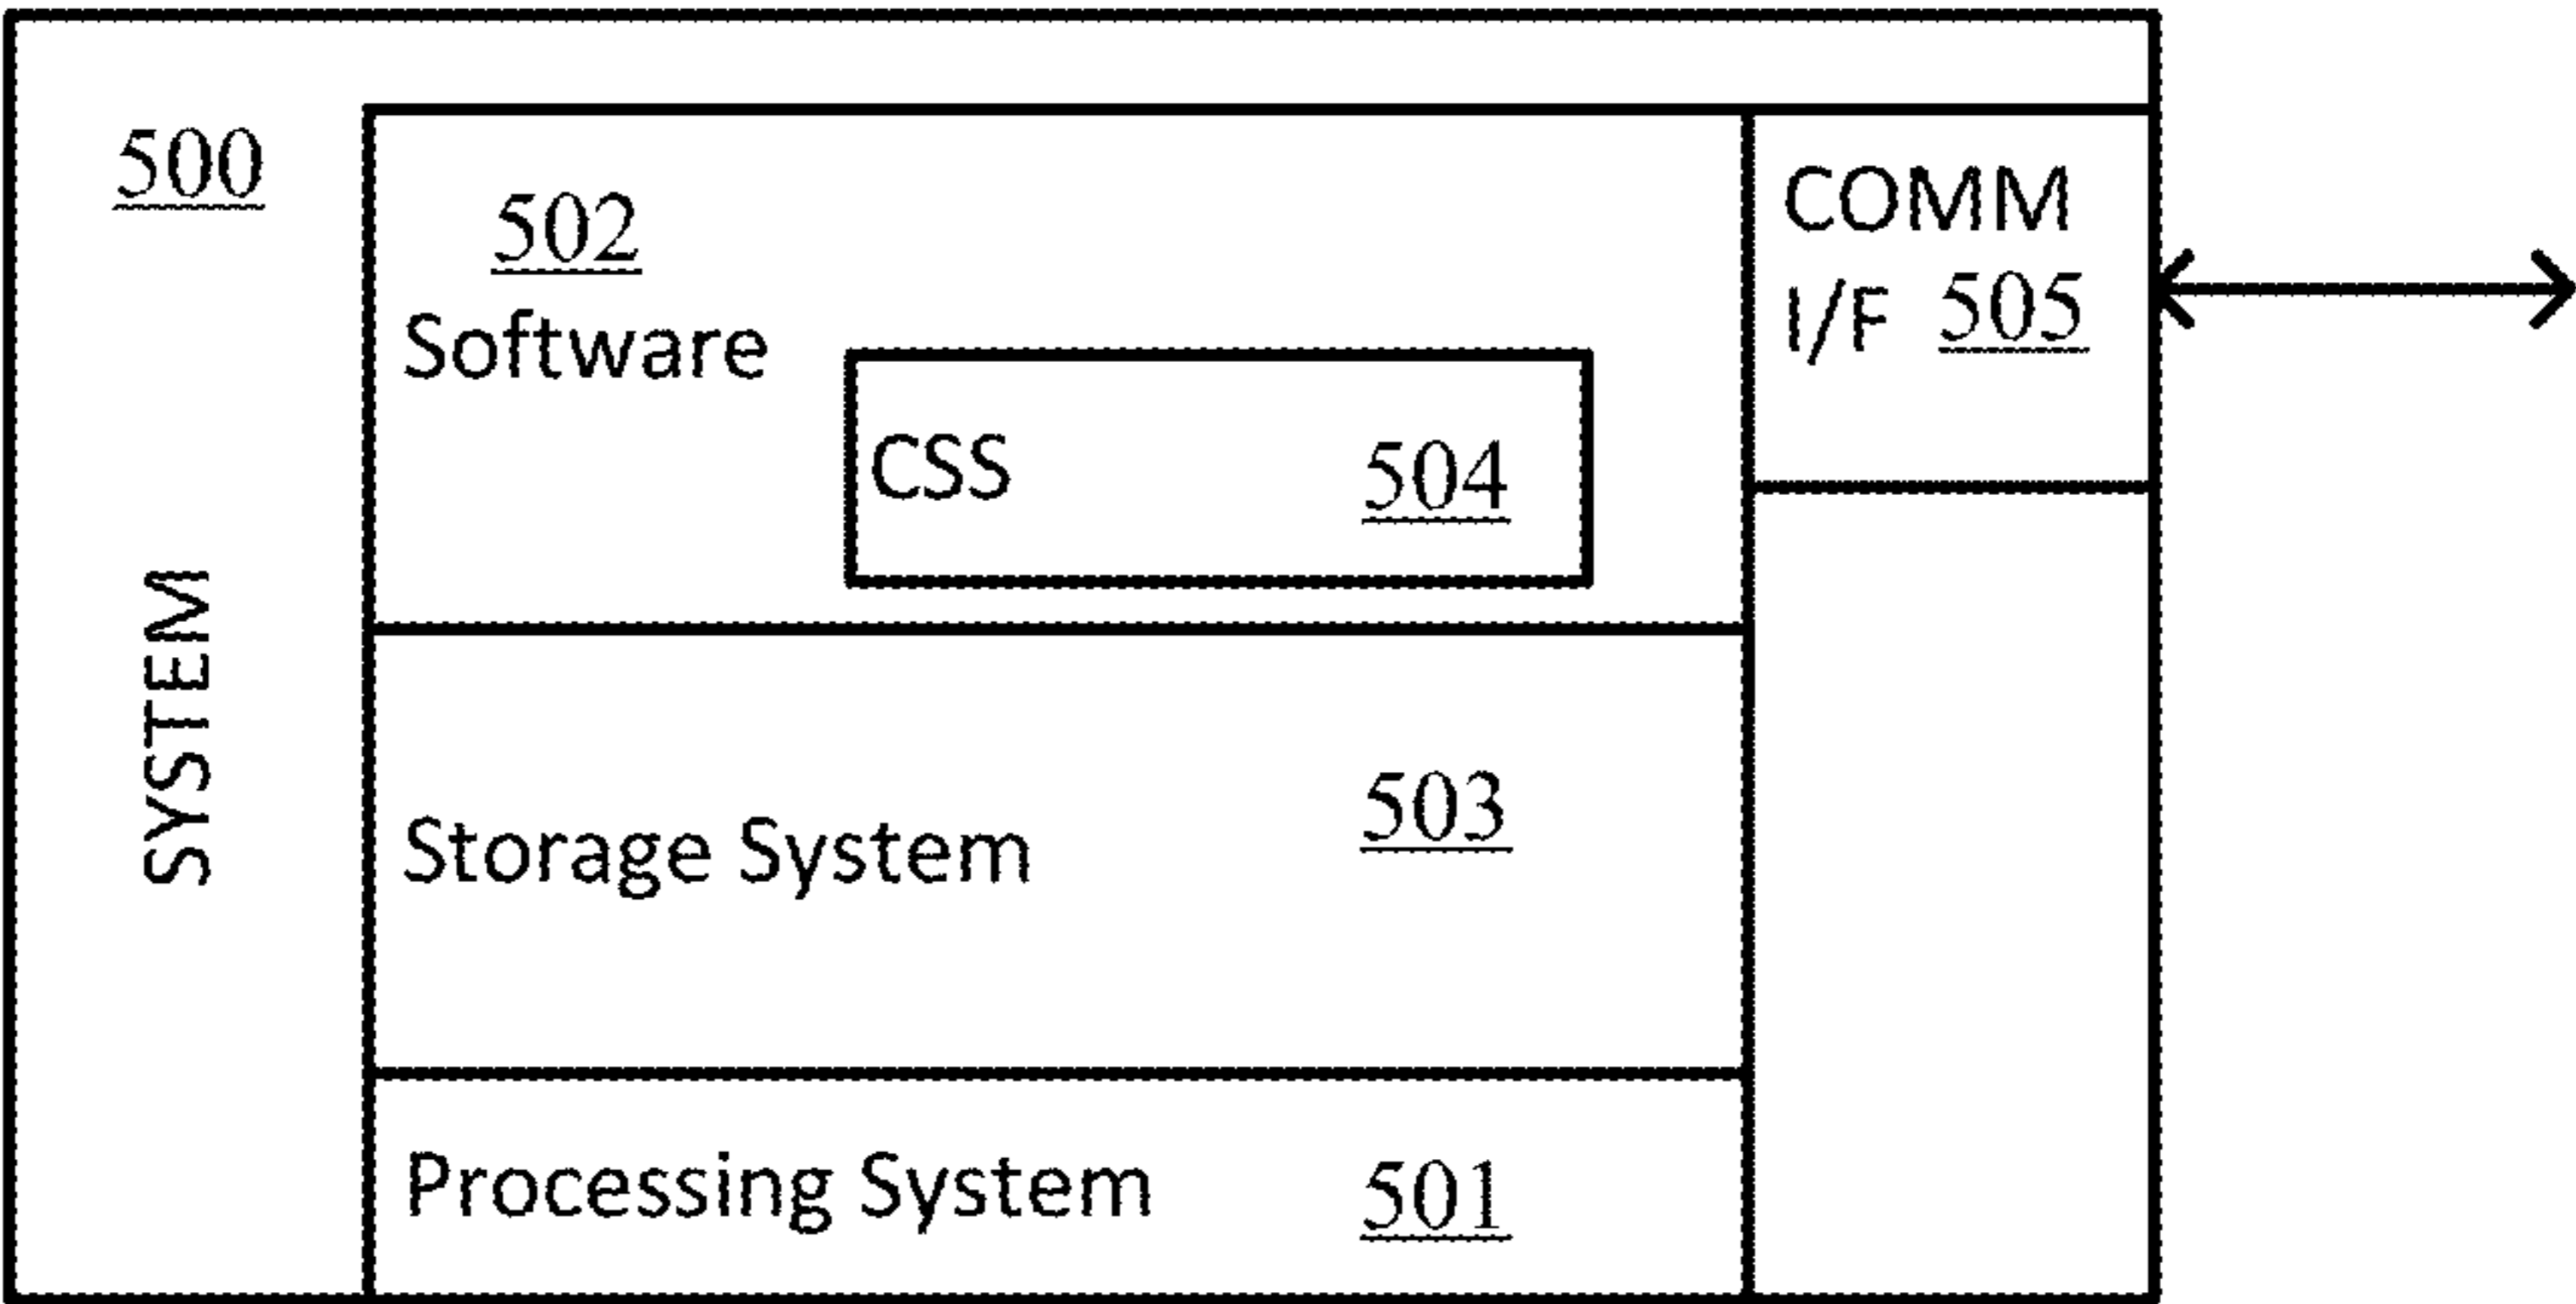 500
SYSTEM
502
Software
CSS 504
Storage System 503
Processing System 501
COMM
I/F 505